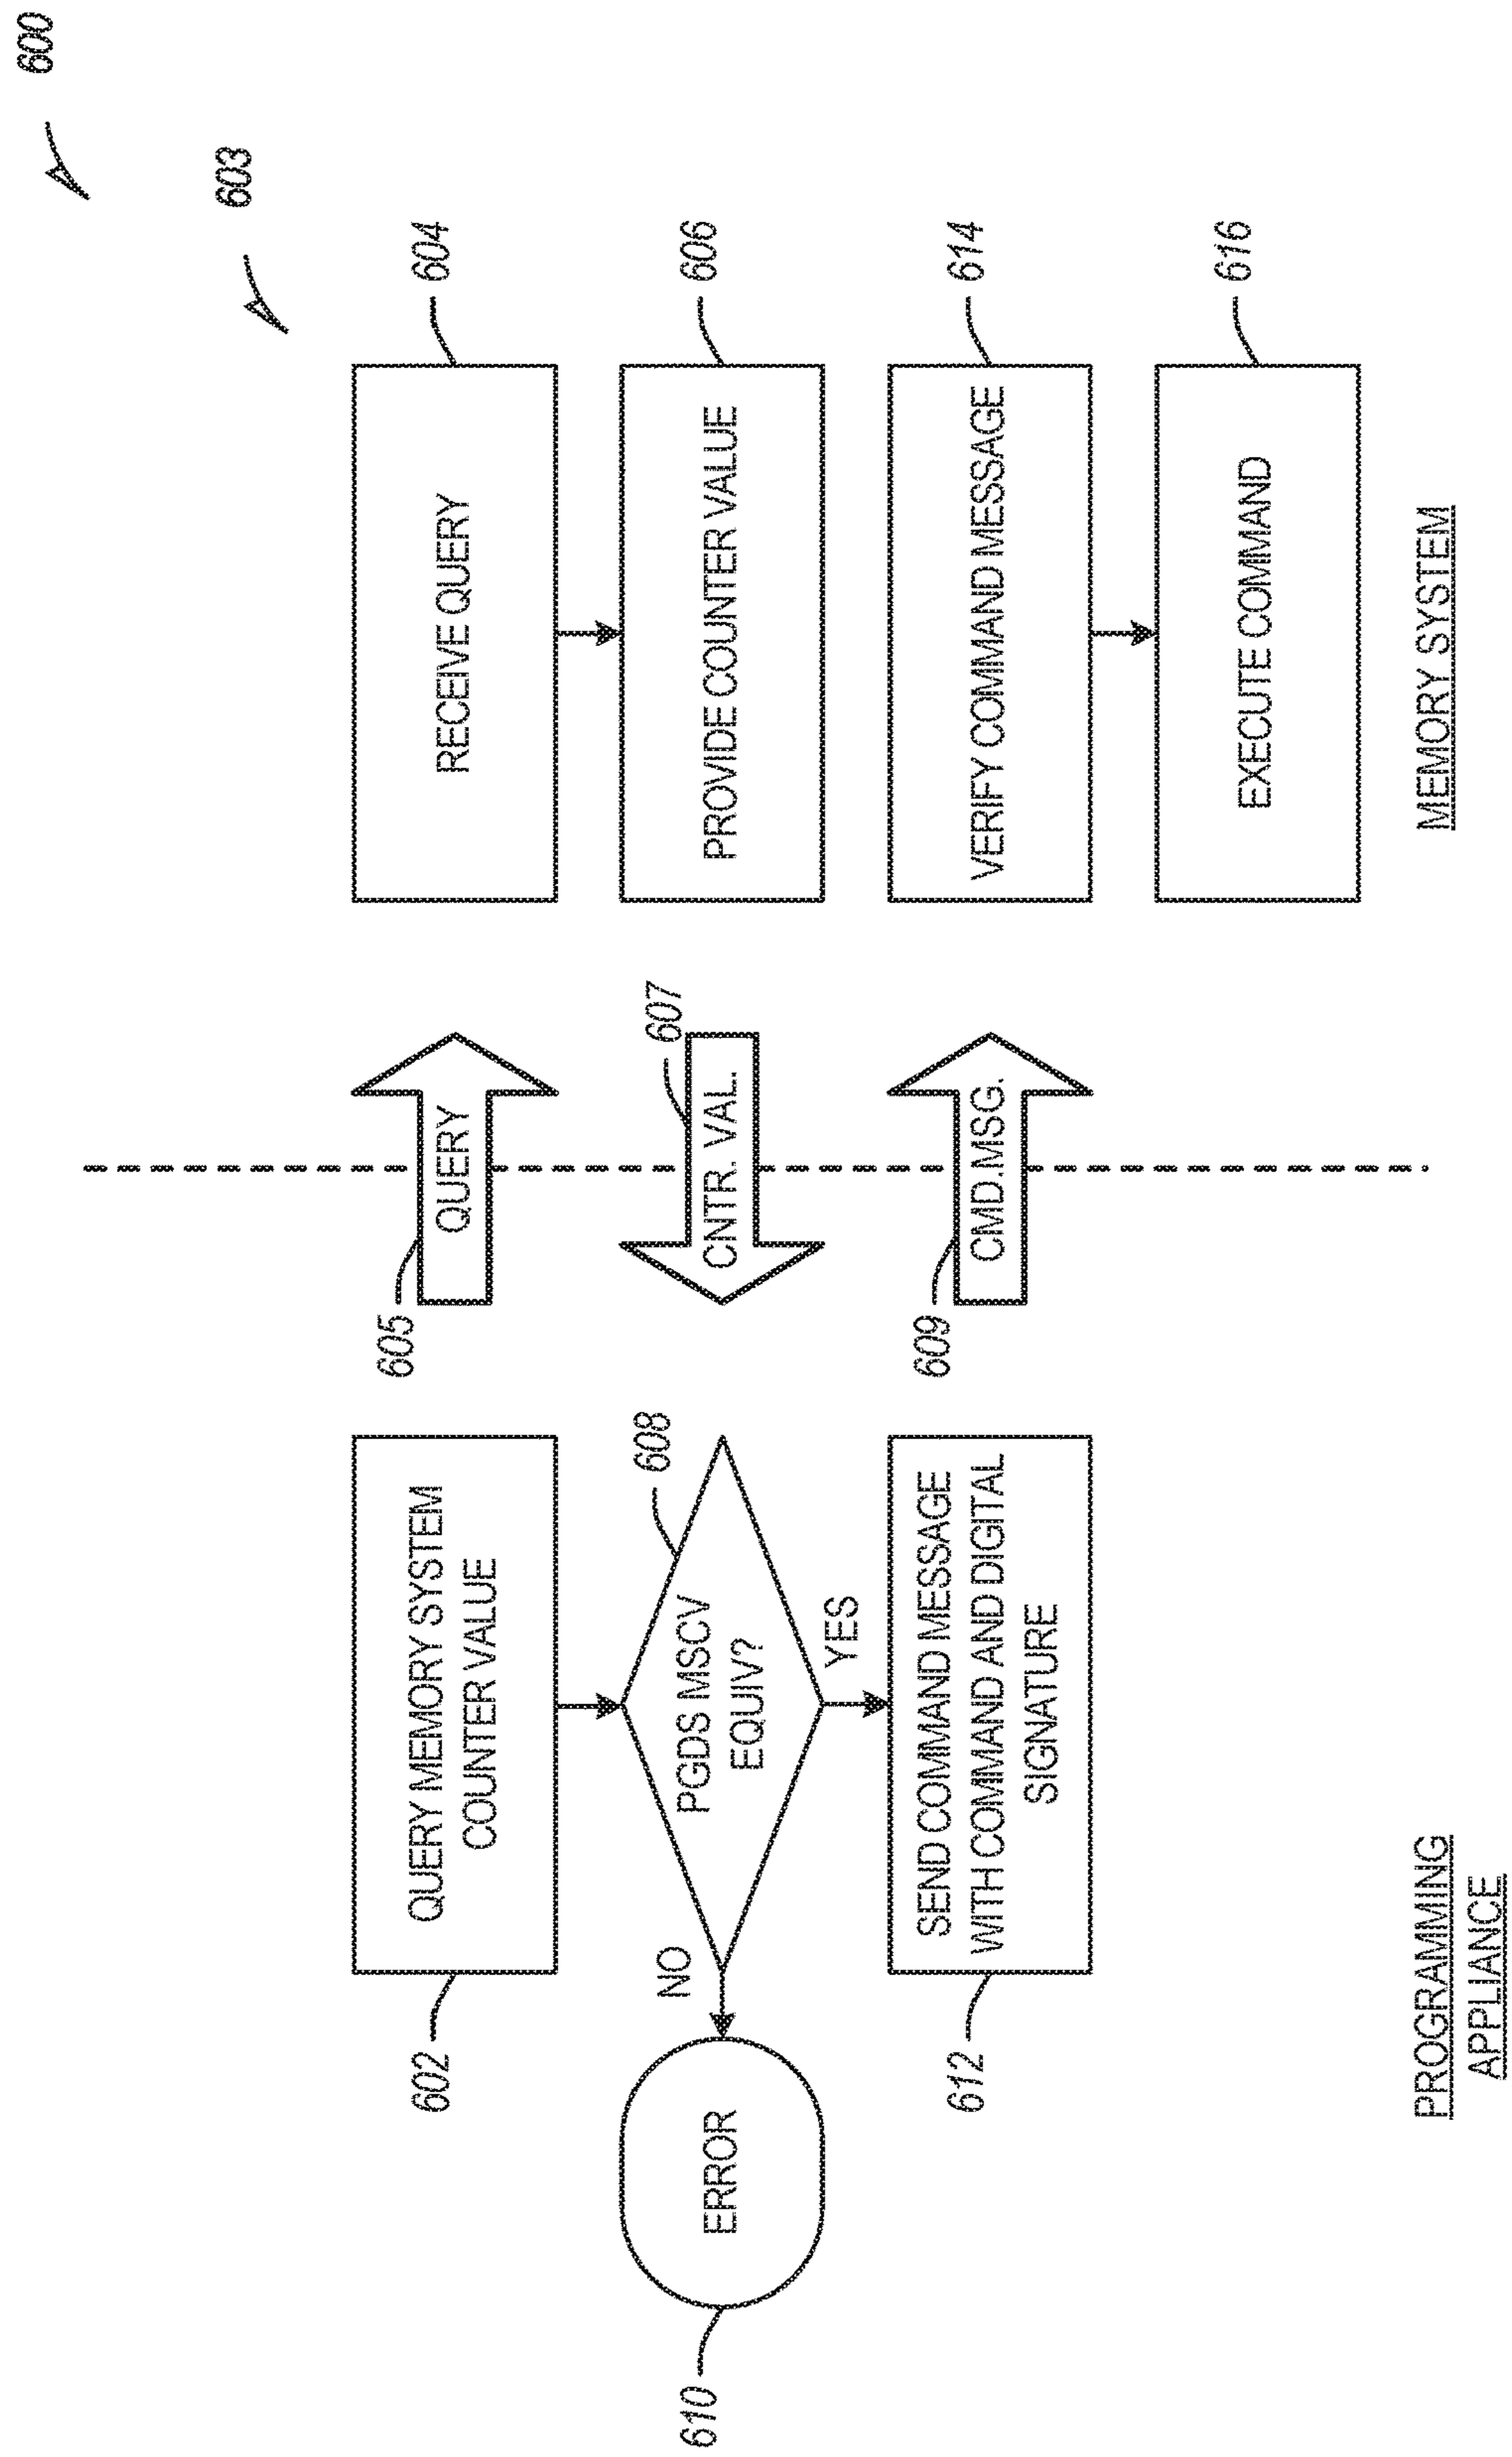 600
603
602
QUERY MEMORY SYSTEM
COUNTER VALUE
605
QUERY
RECEIVE QUERY
604
610
ERROR
NO
608
PGDS MSCV
EQUIV?
YES
607
CNTR. VAL.
PROVIDE COUNTER VALUE
606
612
SEND COMMAND MESSAGE
WITH COMMAND AND DIGITAL
SIGNATURE
609
CMD.MSG.
VERIFY COMMAND MESSAGE
614
EXECUTE COMMAND
616
PROGRAMMING
APPLIANCE
MEMORY SYSTEM